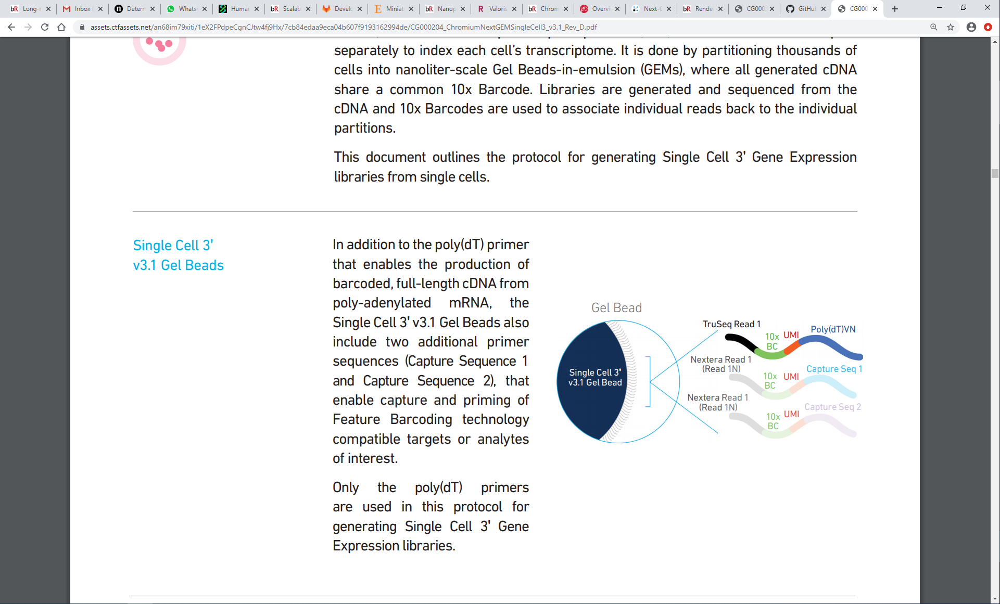 Long-r
Inbox
Determ
Whats
Human
Scalab
Develo
Miniat
Nanop
Valoris
Chrom
Overvi
Next-G
Rende
CG000
GitHub
CG000
assets.ctfassets.net/an68im79xiti/1eX2FPdpeCgnCJtw4fj9Hx/7cb84edaa9eca04b607f9193162994de/CG000204_ChromiumNextGEMSingleCell3_v3.1_Rev_D.pdf
separately to index each cell's transcriptome. It is done by partitioning thousands of
cells into nanoliter-scale Gel Beads-in-emulsion (GEMs), where all generated cDNA
share a common 10x Barcode. Libraries are generated and sequenced from the
cDNA and 10x Barcodes are used to associate individual reads back to the individual
partitions.
This document outlines the protocol for generating Single Cell 3' Gene Expression
libraries from single cells.
Single Cell 3'
v3.1 Gel Beads
In addition to the poly(dT) primer
that enables the production of
barcoded, full-length cDNA from
poly-adenylated mRNA, the
Single Cell 3' v3.1 Gel Beads also
include two additional primer
sequences (Capture Sequence 1
and Capture Sequence 2), that
enable capture and priming of
Feature Barcoding technology
compatible targets or analytes
of interest.
Only the poly(dT) primers
are used in this protocol for
generating Single Cell 3' Gene
Expression libraries.
Gel Bead
Single Cell 3'
v3.1 Gel Bead
TruSeq Read 1
10x
BC
UMI
Poly(dT)VN
Nextera Read 1
(Read 1N)
10x
BC
UMI
Capture Seq 1
Nextera Read 1
(Read 1N)
10x
BC
UMI
Capture Seq 2